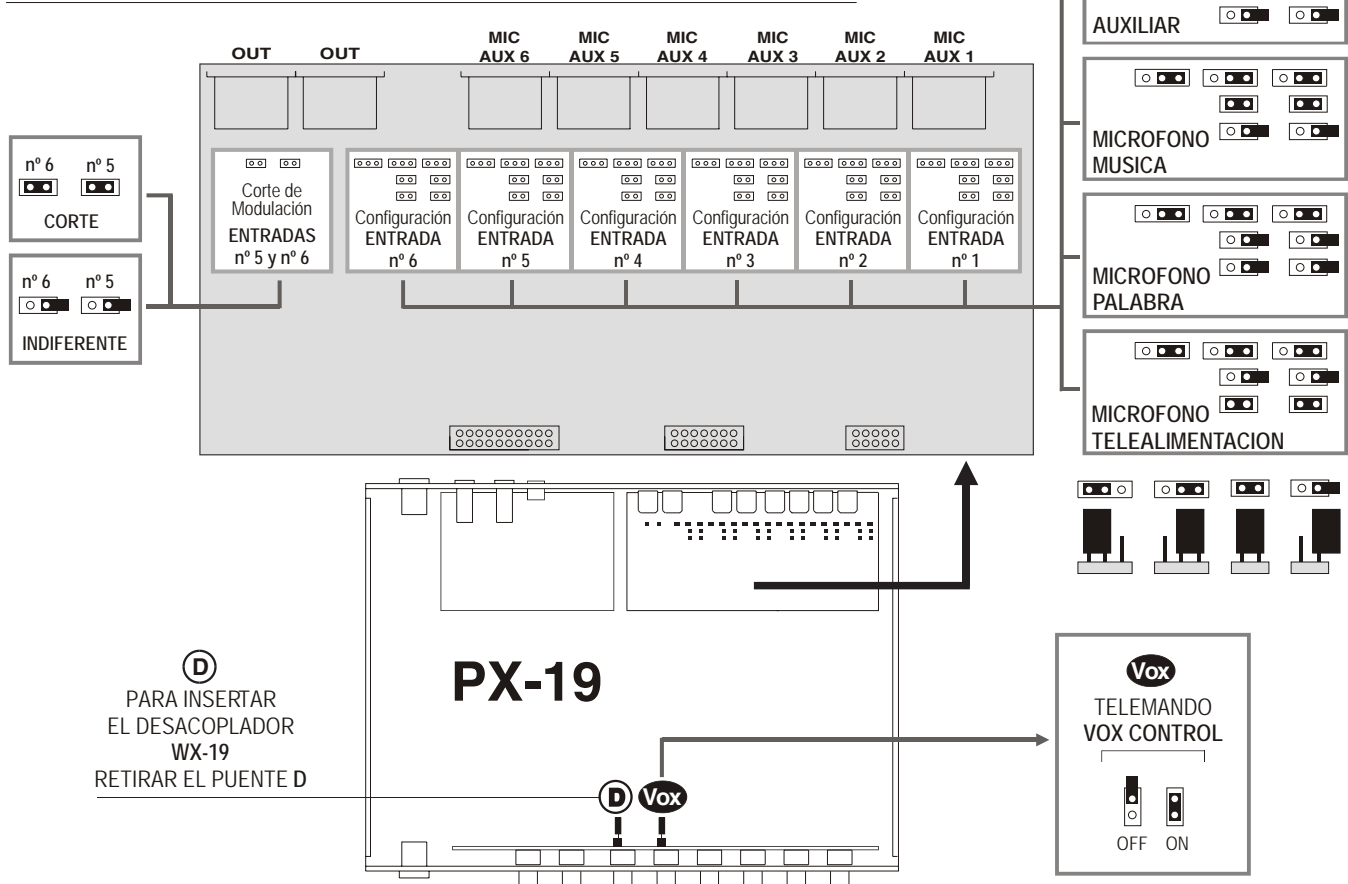 AUXILIAR
MICROFONO
MUSICA
MICROFONO
PALABRA
MICROFONO
TELEALIMENTACION
OUT
OUT
MIC
AUX 6
MIC
AUX 5
MIC
AUX 4
MIC
AUX 3
MIC
AUX 2
MIC
AUX 1
nº 6 nº 5
CORTE
nº 6 nº 5
INDIFERENTE
Corte de
Modulación
ENTRADAS
nº 5 y nº 6
Configuración
ENTRADA
nº 6
Configuración
ENTRADA
nº 5
Configuración
ENTRADA
nº 4
Configuración
ENTRADA
nº 3
Configuración
ENTRADA
nº 2
Configuración
ENTRADA
nº 1
PX-19
D
PARA INSERTAR
EL DESACOPLADOR
WX-19
RETIRAR EL PUENTE D
D Vox
Vox
TELEMANDO
VOX CONTROL
OFF ON